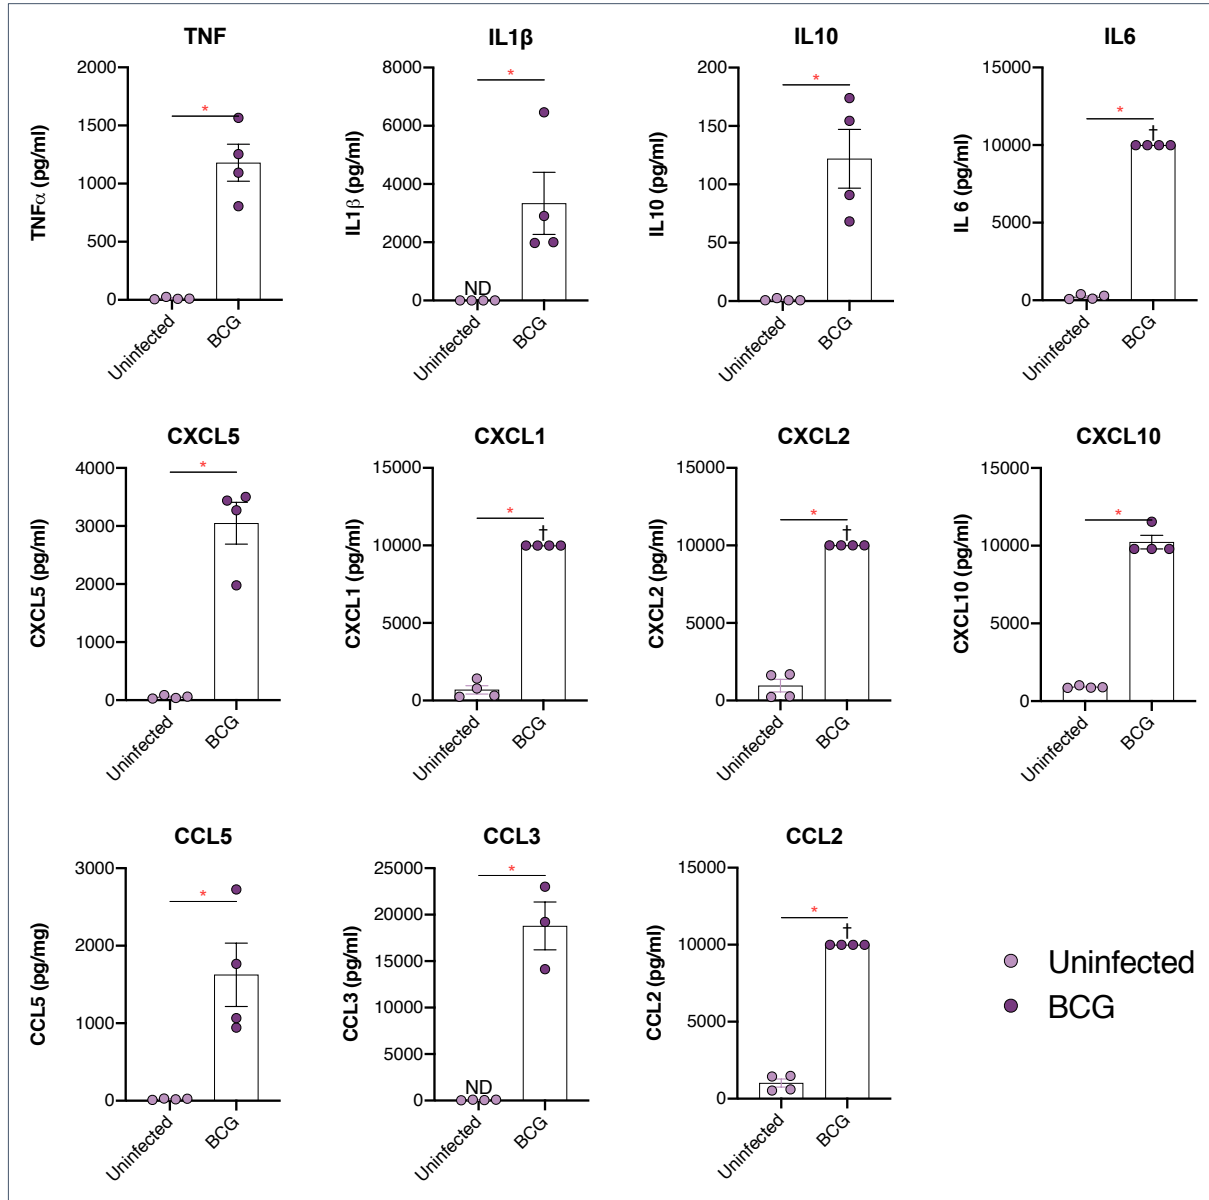 TNF
TNFα (pg/ml)
2000
1500
1000
500
0
*
Uninfected
BCG
IL1β
IL1β (pg/ml)
8000
6000
4000
2000
0
*
ND
Uninfected
BCG
IL10
IL10 (pg/ml)
200
150
100
50
0
*
Uninfected
BCG
IL6
IL 6 (pg/ml)
15000
10000
5000
0
*
†
Uninfected
BCG
CXCL5
CXCL5 (pg/ml)
4000
3000
2000
1000
0
*
Uninfected
BCG
CXCL1
CXCL1 (pg/ml)
15000
10000
5000
0
*
†
Uninfected
BCG
CXCL2
CXCL2 (pg/ml)
15000
10000
5000
0
*
†
Uninfected
BCG
CXCL10
CXCL10 (pg/ml)
15000
10000
5000
0
*
Uninfected
BCG
CCL5
CCL5 (pg/mg)
3000
2000
1000
0
*
Uninfected
BCG
CCL3
CCL3 (pg/ml)
25000
20000
15000
10000
5000
0
*
ND
Uninfected
BCG
CCL2
CCL2 (pg/ml)
15000
10000
5000
0
*
†
Uninfected
BCG
Uninfected
BCG